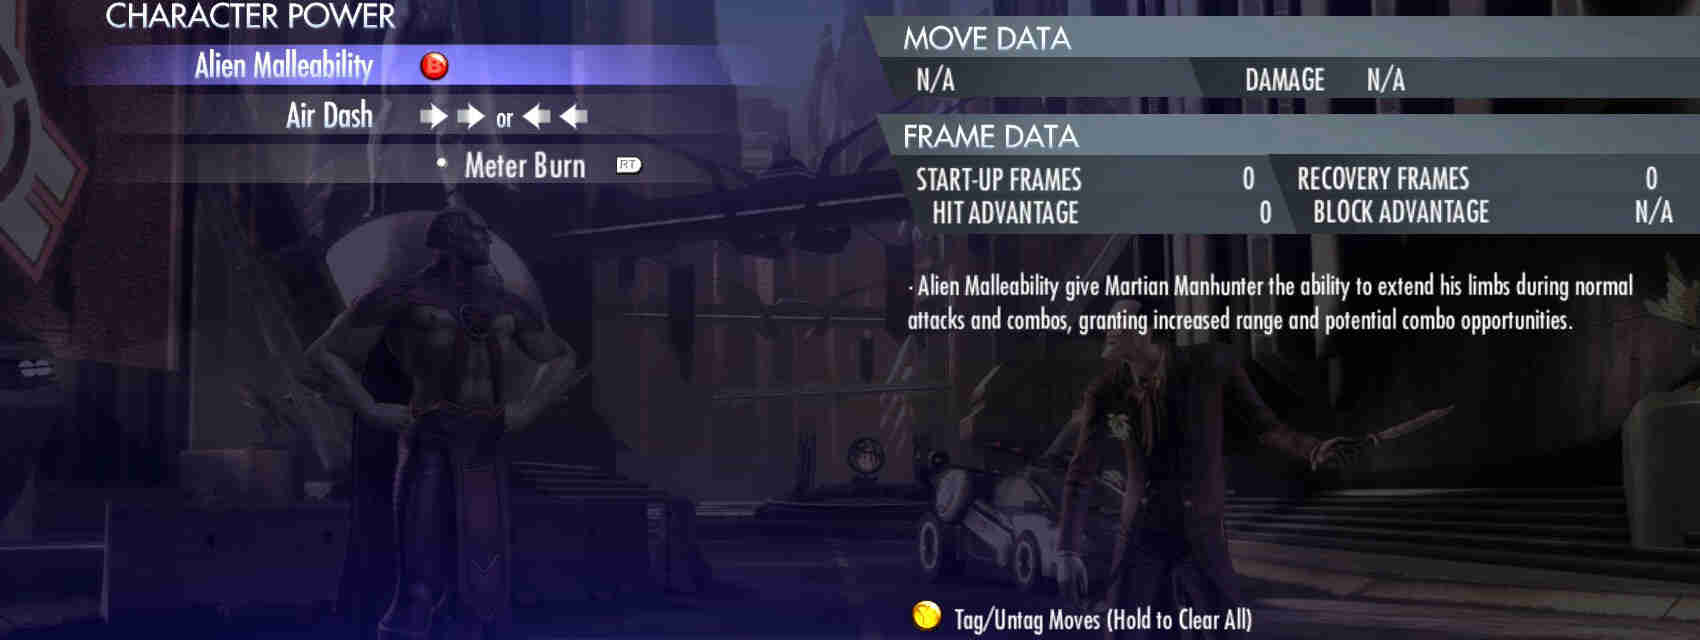 CHARACTER POWER
Alien Malleability B
Air Dash or
• Meter Burn RT
MOVE DATA
N/A DAMAGE N/A
FRAME DATA
START-UP FRAMES 0 RECOVERY FRAMES 0
HIT ADVANTAGE 0 BLOCK ADVANTAGE N/A
· Alien Malleability give Martian Manhunter the ability to extend his limbs during normal
attacks and combos, granting increased range and potential combo opportunities.
Y Tag/Untag Moves (Hold to Clear All)